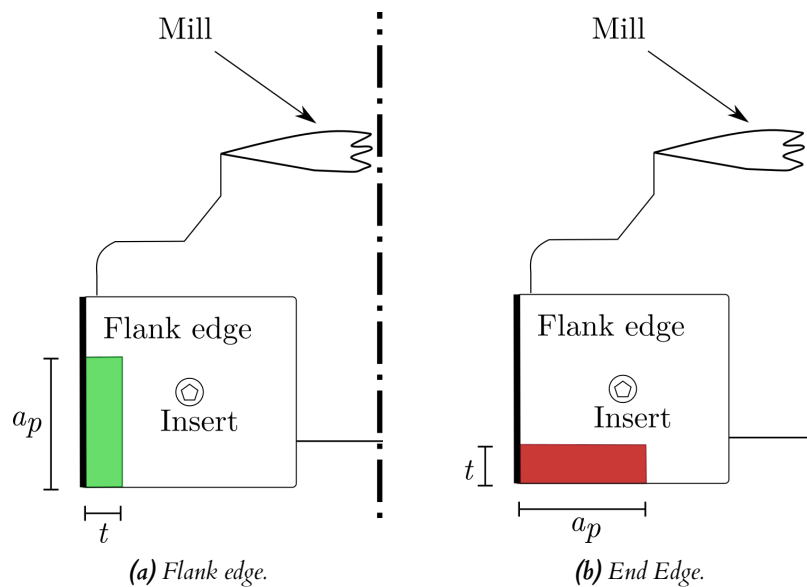 Mill
Flank edge
Insert
a_p
t
(a) Flank edge.
Mill
Flank edge
Insert
t
a_p
(b) End Edge.